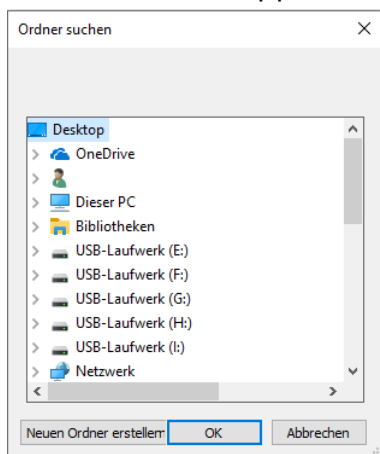 Ordner suchen
Desktop
OneDrive
Dieser PC
Bibliotheken
USB-Laufwerk (E:)
USB-Laufwerk (F:)
USB-Laufwerk (G:)
USB-Laufwerk (H:)
USB-Laufwerk (I:)
Netzwerk
Neuen Ordner erstellen OK Abbrechen